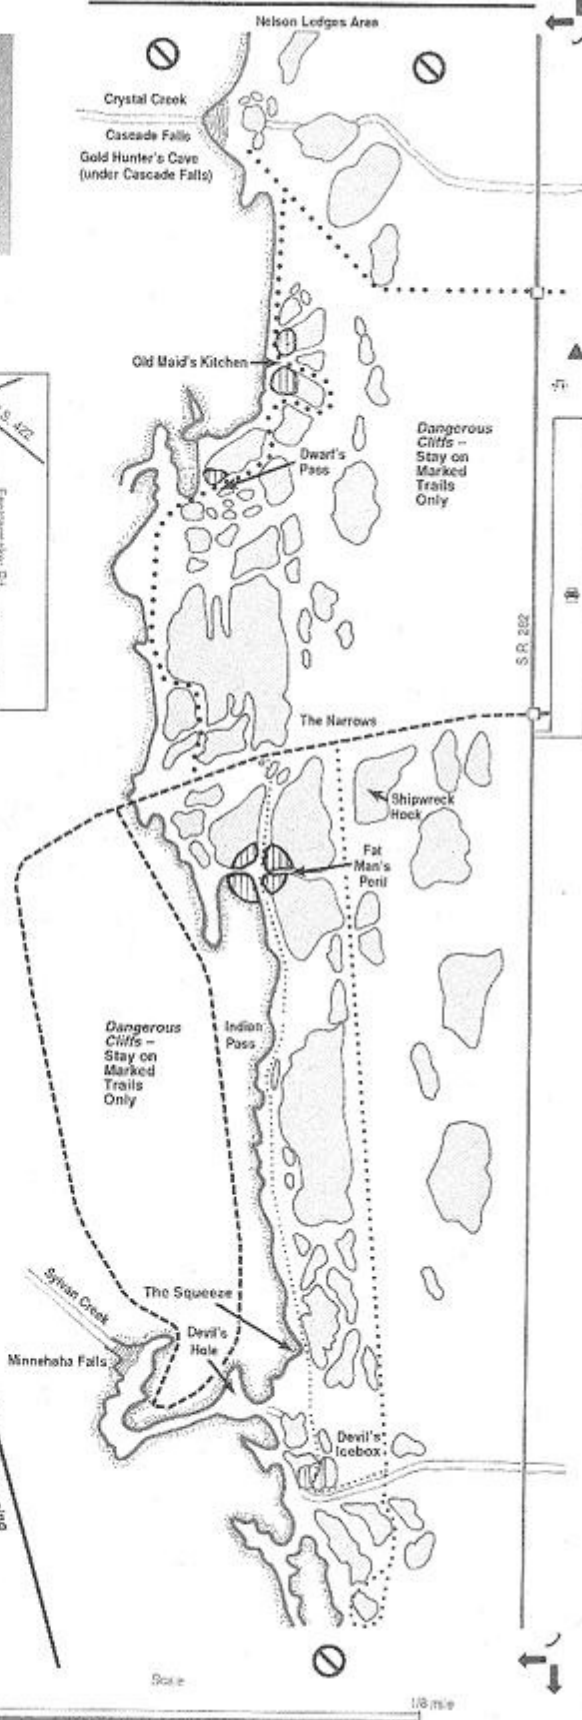 Nelson Ledges Area
Crystal Creek
Cascade Falls
Gold Hunter's Cave
(under Cascade Falls)
Old Maid's Kitchen
U.S. 422
Dwarf's
Pass
Dangerous
Cliffs –
Stay on
Marked
Trails
Only
S.R. 282
The Narrows
Shipwreck
Rock
Fat
Man's
Peril
Dangerous
Cliffs –
Stay on
Marked
Trails
Only
Indian
Pass
Sylvan Creek
The Squeeze
Devil's
Hole
Minnehaha Falls
Devil's
Icebox
Scale
1/8 mile